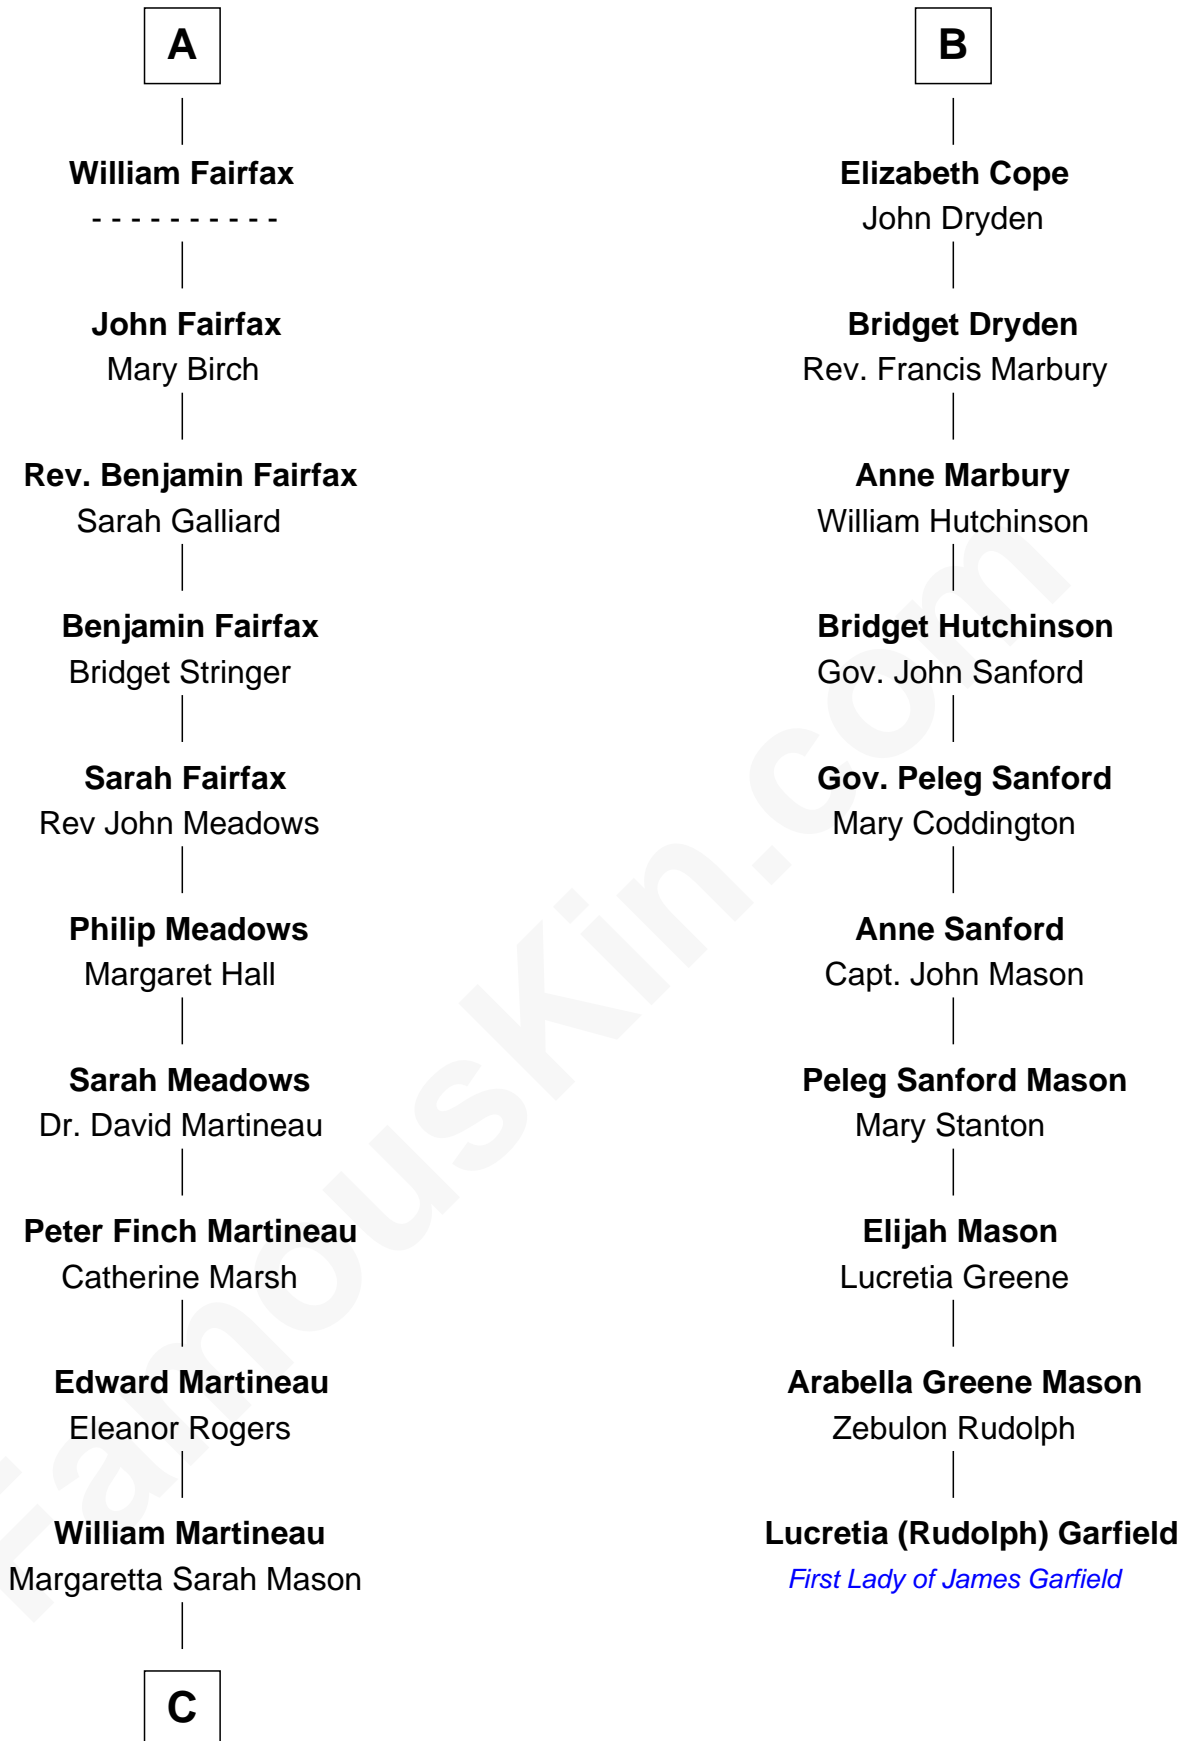 A
William Fairfax
- - - - - - - - - -
John Fairfax
Mary Birch
Rev. Benjamin Fairfax
Sarah Galliard
Benjamin Fairfax
Bridget Stringer
Sarah Fairfax
Rev John Meadows
Philip Meadows
Margaret Hall
Sarah Meadows
Dr. David Martineau
Peter Finch Martineau
Catherine Marsh
Edward Martineau
Eleanor Rogers
William Martineau
Margaretta Sarah Mason
C
B
Elizabeth Cope
John Dryden
Bridget Dryden
Rev. Francis Marbury
Anne Marbury
William Hutchinson
Bridget Hutchinson
Gov. John Sanford
Gov. Peleg Sanford
Mary Coddington
Anne Sanford
Capt. John Mason
Peleg Sanford Mason
Mary Stanton
Elijah Mason
Lucretia Greene
Arabella Greene Mason
Zebulon Rudolph
Lucretia (Rudolph) Garfield
First Lady of James Garfield
FamousKin.com